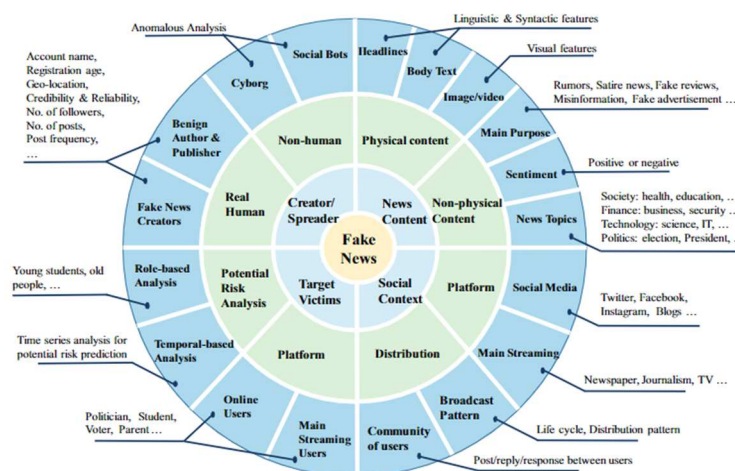 Anomalous Analysis
Linguistic & Syntactic features
Visual features
Account name,
Registration age,
Geo-location,
Credibility & Reliability,
No. of followers,
No. of posts,
Post frequency,
…
Rumors, Satire news, Fake reviews,
Misinformation, Fake advertisement …
Positive or negative
Society: health, education, …
Finance: business, security …
Technology: science, IT, …
Politics: election, President, …
Social Bots
Headlines
Cyborg
Body Text
Image/video
Benign
Author &
Publisher
Main Purpose
Fake News
Creators
Sentiment
News Topics
Non-human
Physical content
Real
Human
Non-physical
Content
Creator/
Spreader
News
Content
Fake
News
Target
Victims
Social
Context
Potential
Risk
Analysis
Platform
Platform
Distribution
Role-based
Analysis
Social Media
Temporal-based
Analysis
Main Streaming
Online
Users
Broadcast
Pattern
Main
Streaming
Users
Community
of users
Young students, old
people, …
Twitter, Facebook,
Instagram, Blogs …
Time series analysis for
potential risk prediction
Newspaper, Journalism, TV …
Politician, Student,
Voter, Parent …
Life cycle, Distribution pattern
Post/reply/response between users